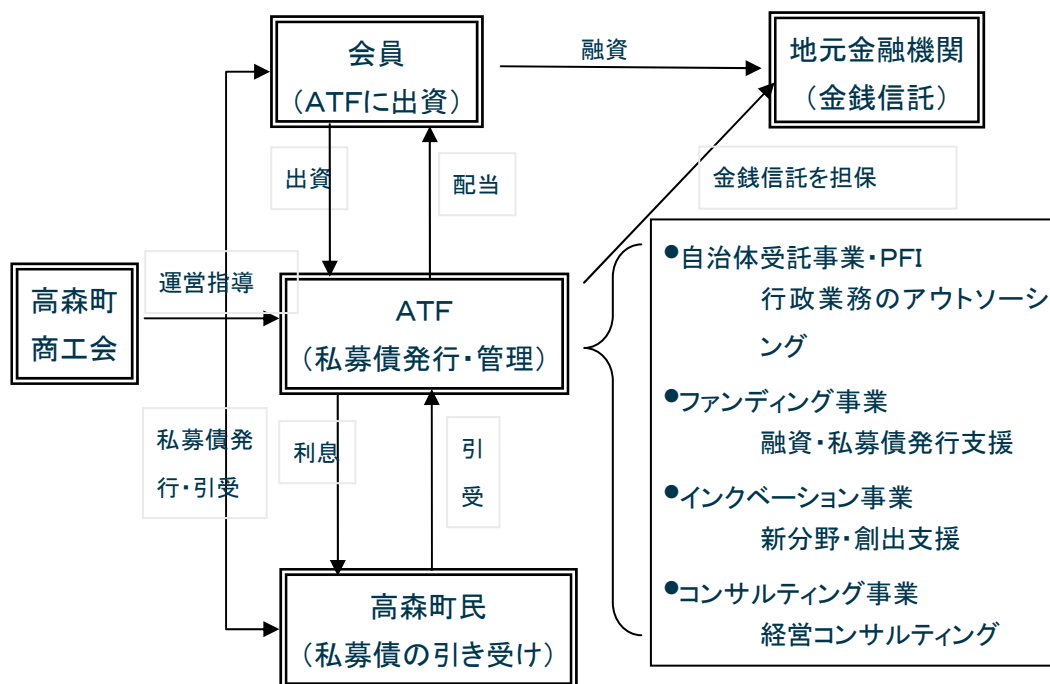 会員
(ATFに出資)
融資
地元金融機関
(金銭信託)
出資
配当
金銭信託を担保
高森町
商工会
運営指導
ATF
(私募債発行・管理)
私募債発
行・引受
利息
引
受
高森町民
(私募債の引き受け)
●自治体受託事業・PFI
行政業務のアウトソーシ
ング
●ファンディング事業
融資・私募債発行支援
●インクベーション事業
新分野・創出支援
●コンサルティング事業
経営コンサルティング